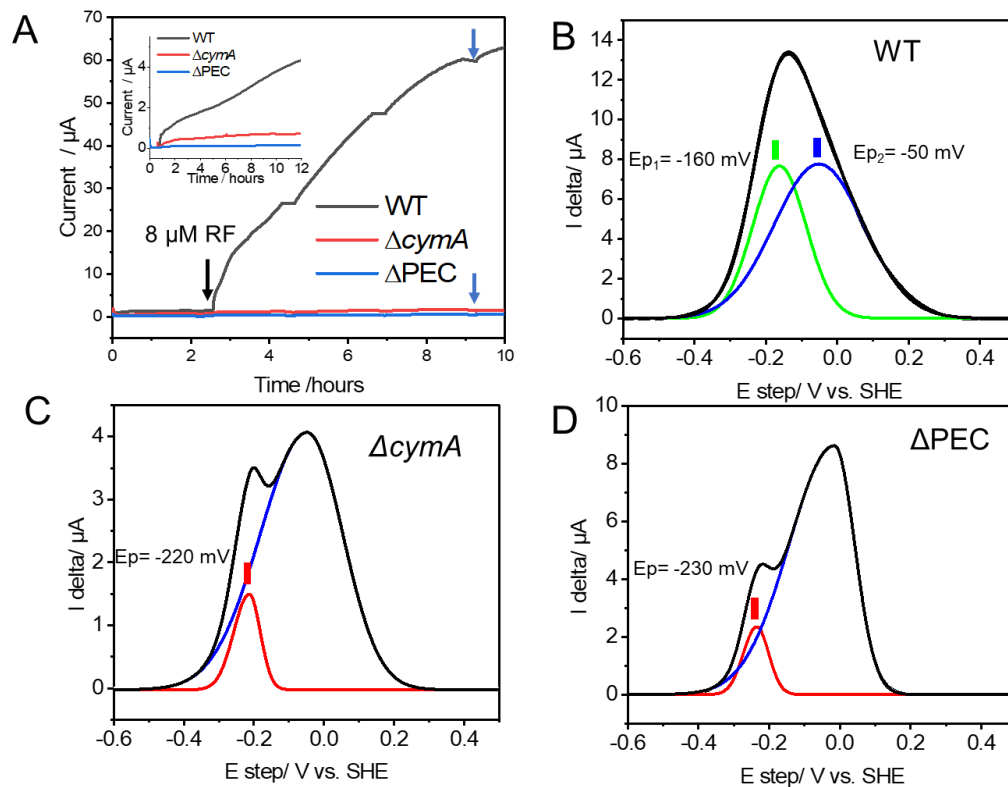 A
WT
ΔcymA
ΔPEC
Current / µA
4
2
0
0 2 4 6 8 10 12
Time / hours
70
60
50
40
30
20
10
0
Current / µA
8 µM RF
WT
ΔcymA
ΔPEC
0 2 4 6 8 10
Time /hours
B
WT
14
12
10
8
6
4
2
0
I delta/ µA
Ep1= -160 mV
Ep2= -50 mV
-0.6 -0.4 -0.2 0.0 0.2 0.4
E step/ V vs. SHE
C
ΔcymA
4
3
2
1
0
I delta/ µA
Ep= -220 mV
-0.6 -0.4 -0.2 0.0 0.2 0.4
E step/ V vs. SHE
D
ΔPEC
10
8
6
4
2
0
I delta/ µA
Ep= -230 mV
-0.6 -0.4 -0.2 0.0 0.2 0.4
E step/ V vs. SHE